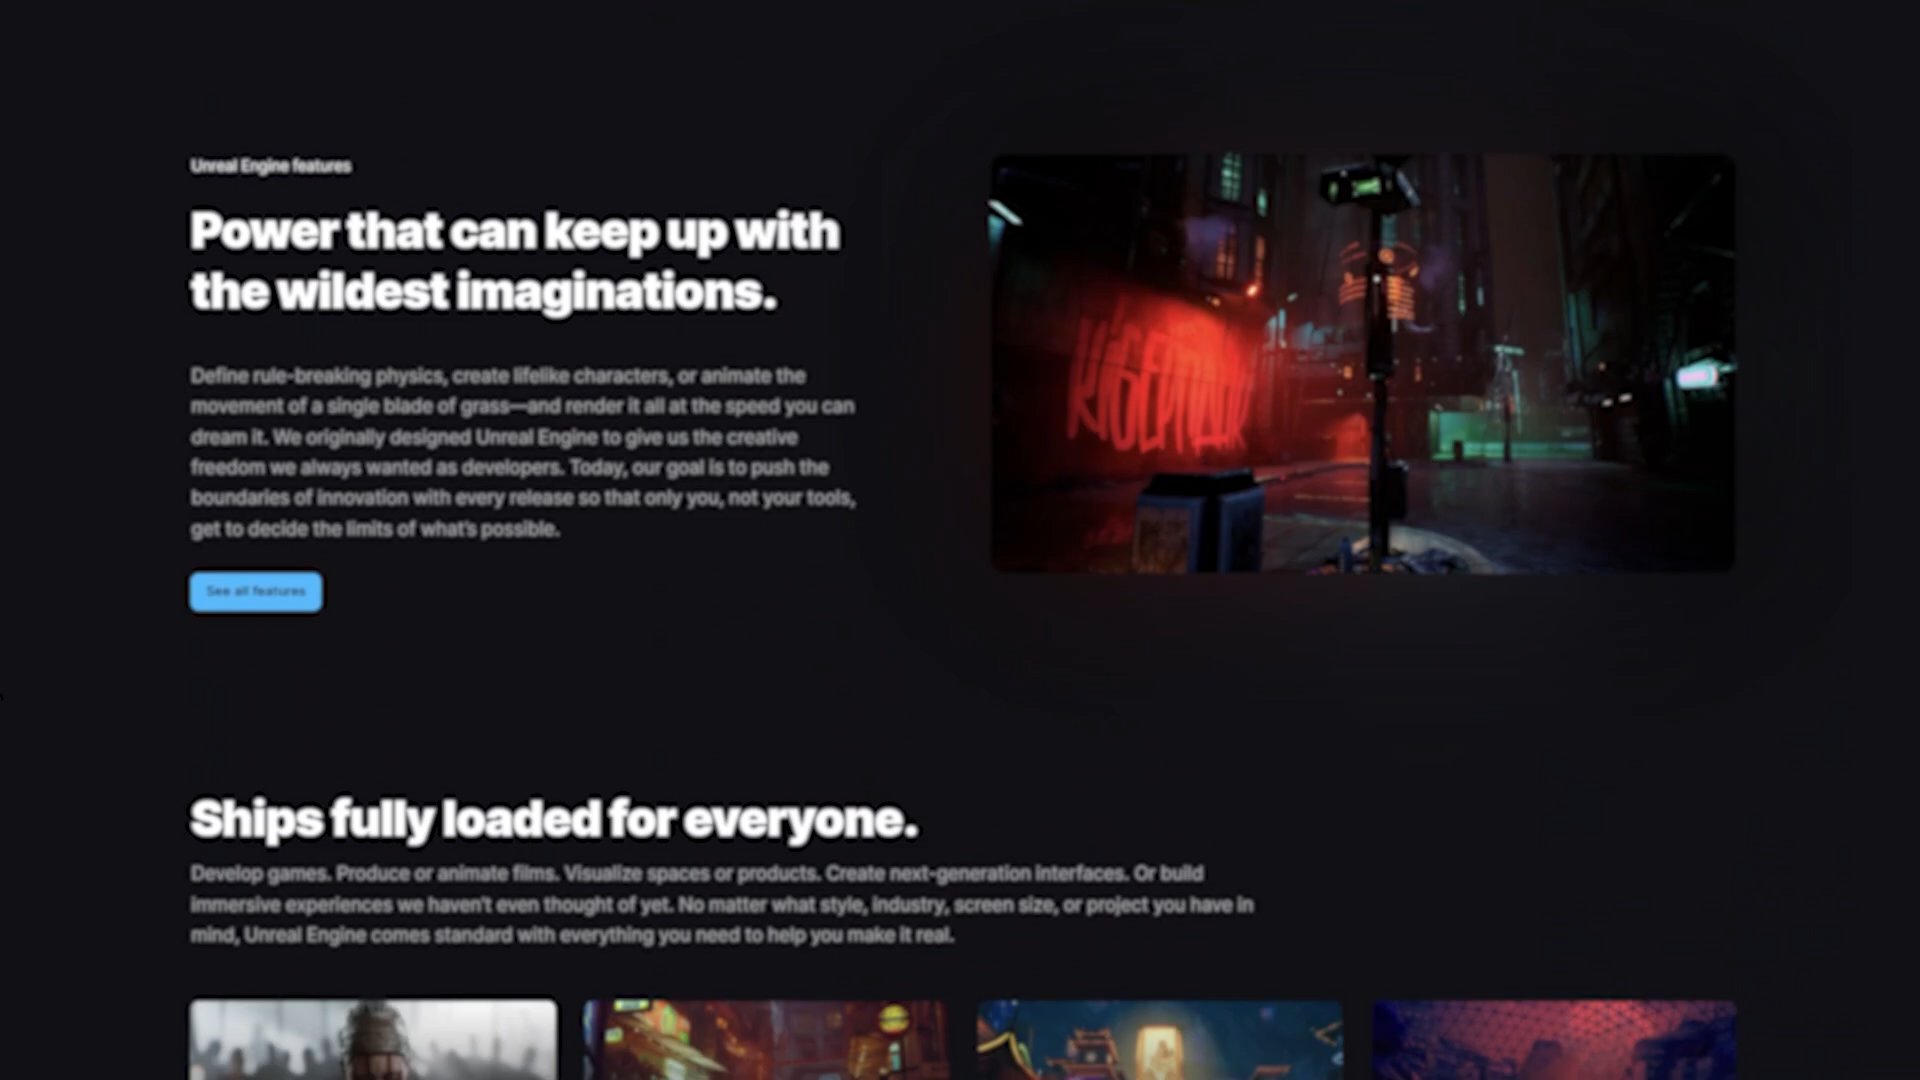 Unreal Engine features
Power that can keep up with
the wildest imaginations.
Define rule-breaking physics, create lifelike characters, or animate the
movement of a single blade of grass—and render it all at the speed you can
dream it. We originally designed Unreal Engine to give us the creative
freedom we always wanted as developers. Today, our goal is to push the
boundaries of innovation with every release so that only you, not your tools,
get to decide the limits of what's possible.
See all features
Ships fully loaded for everyone.
Develop games. Produce or animate films. Visualize spaces or products. Create next-generation interfaces. Or build
immersive experiences we haven't even thought of yet. No matter what style, industry, screen size, or project you have in
mind, Unreal Engine comes standard with everything you need to help you make it real.